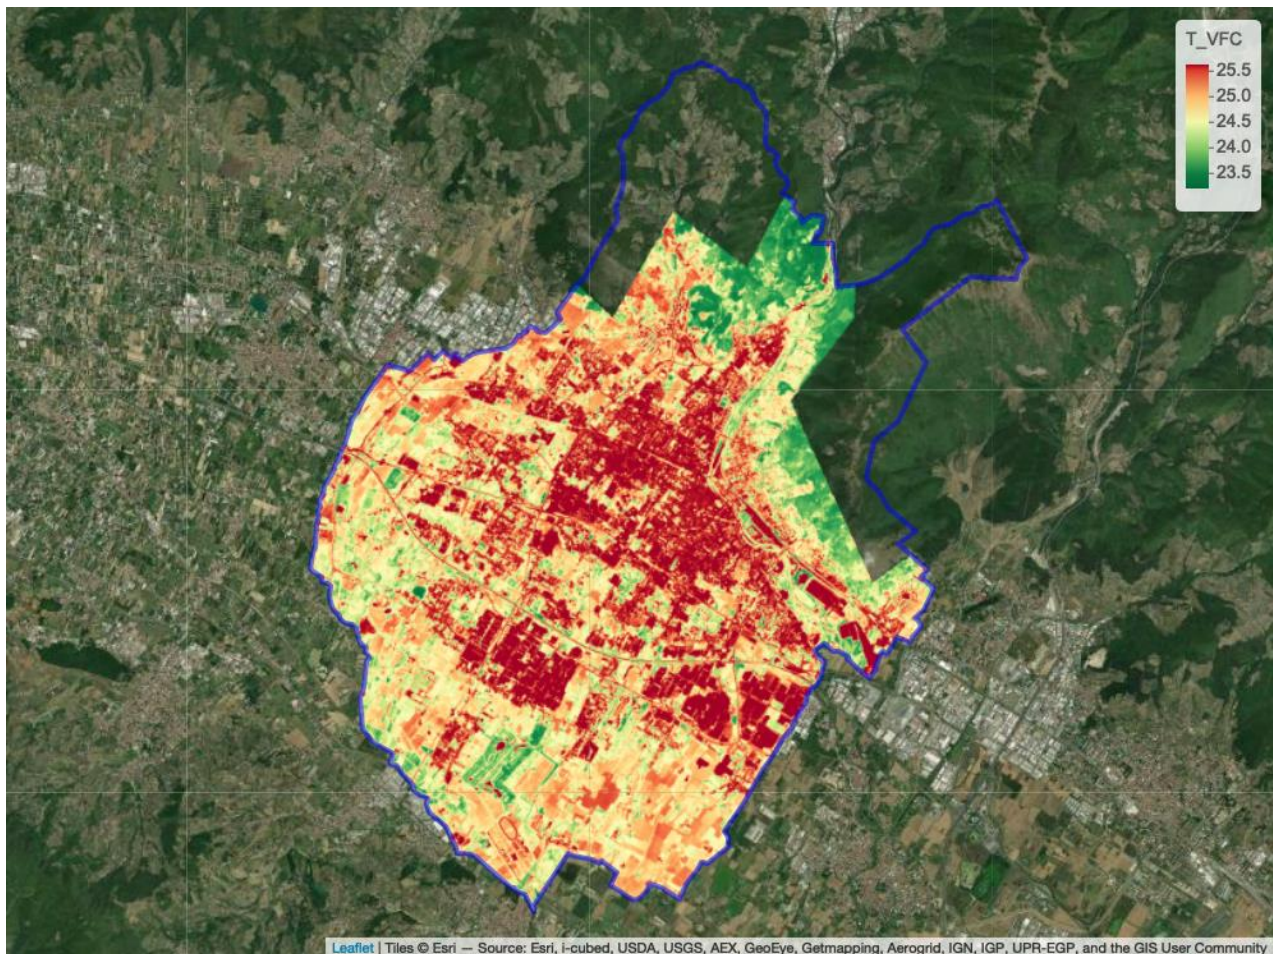 T_VFC
25.5
25.0
24.5
24.0
23.5
Leaflet | Tiles © Esri — Source: Esri, i-cubed, USDA, USGS, AEX, GeoEye, Getmapping, Aerogrid, IGN, IGP, UPR-EGP, and the GIS User Community